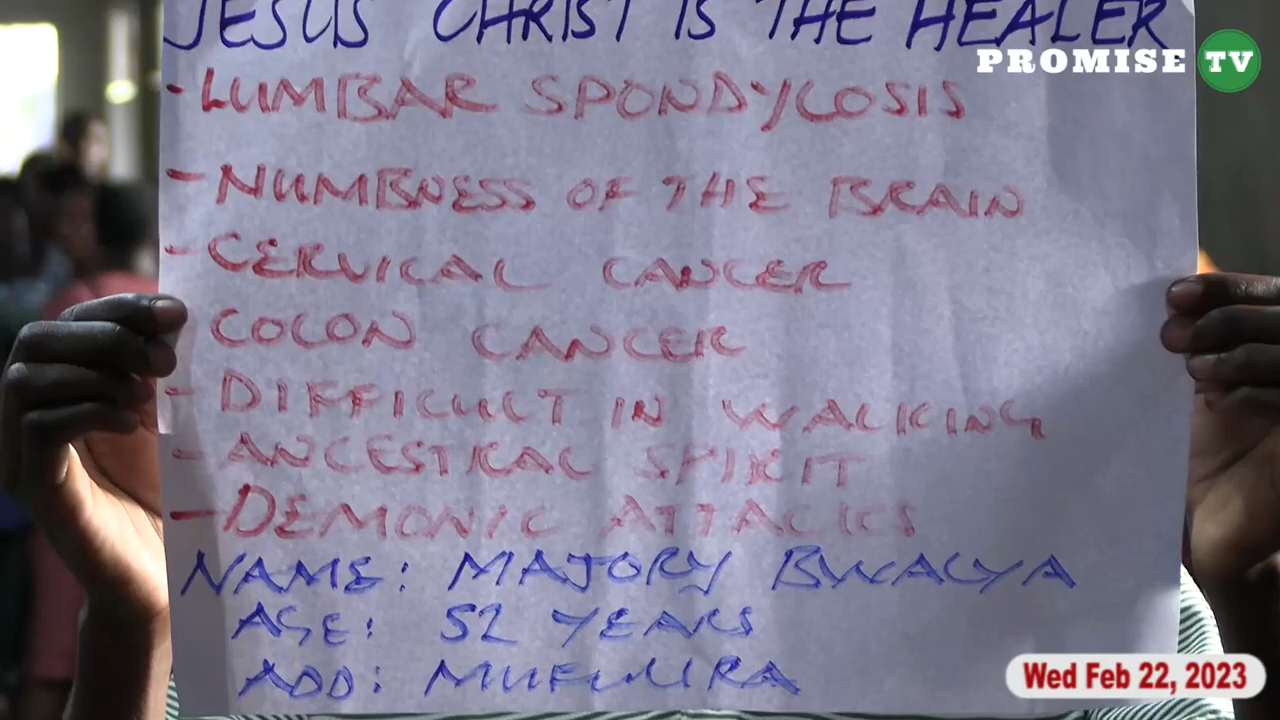 JESUS CHRIST IS THE HEALER
PROMISE TV
- LUMBAR SPONDYLOSIS
- NUMBNESS OF THE BRAIN
- CERVICAL CANCER
COLON CANCER
- DIFFICULT IN WALKING
- ANCESTRAL SPIRIT
- DEMONIC ATTACKS
NAME: MAJORY BWALYA
AGE: 52 YEARS
ADD: MUFULIRA
Wed Feb 22, 2023